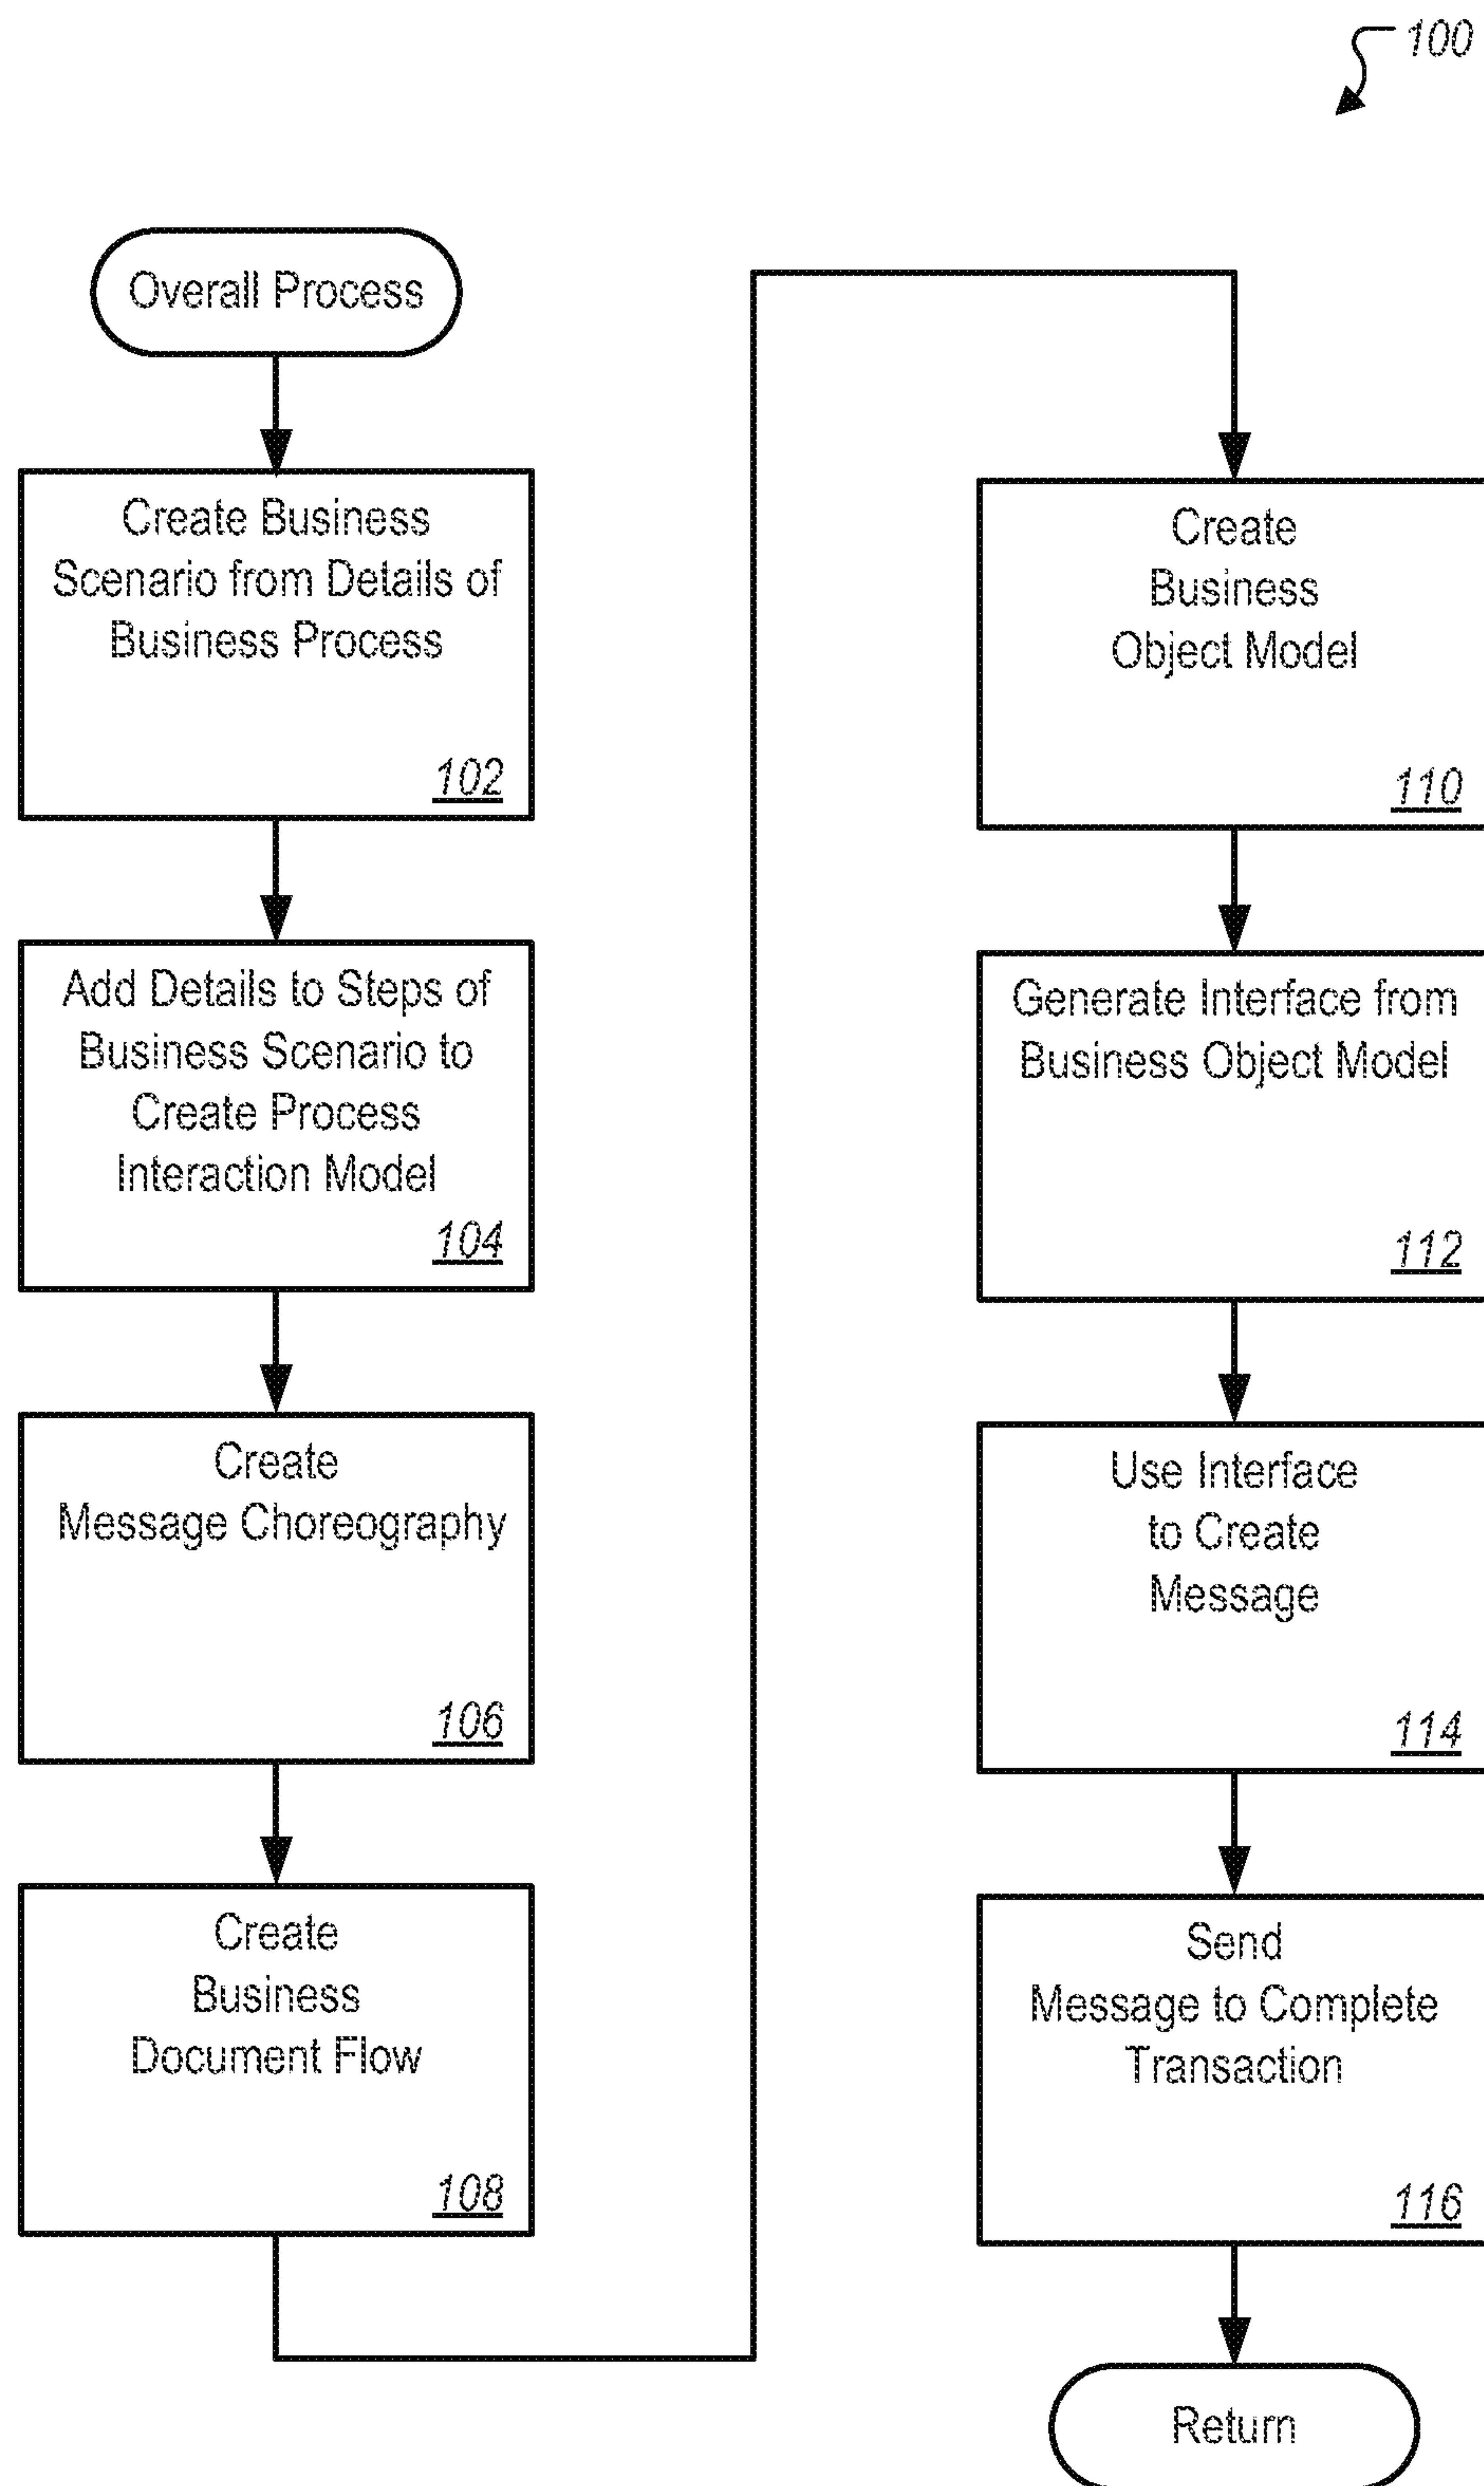 100
Overall Process
Create Business
Scenario from Details of
Business Process
102
Add Details to Steps of
Business Scenario to
Create Process
Interaction Model
104
Create
Message Choreography
106
Create
Business
Document Flow
108
Create
Business
Object Model
110
Generate Interface from
Business Object Model
112
Use Interface
to Create
Message
114
Send
Message to Complete
Transaction
116
Return